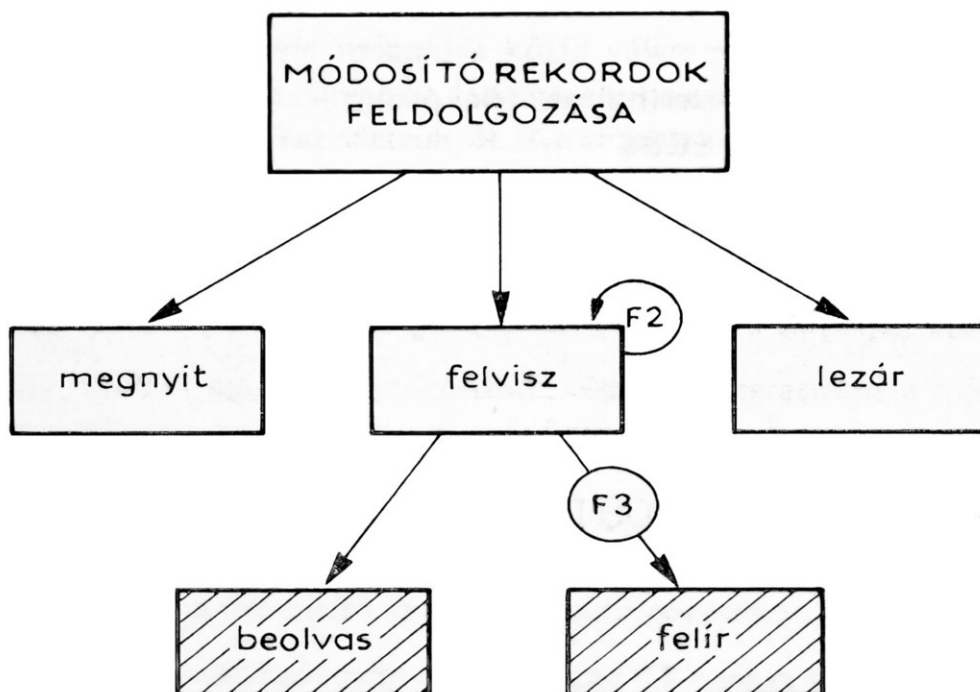 MÓDOSÍTÓ REKORDOK
FELDOLGOZÁSA
F2
megnyit
felvisz
lezár
F3
beolvas
felír